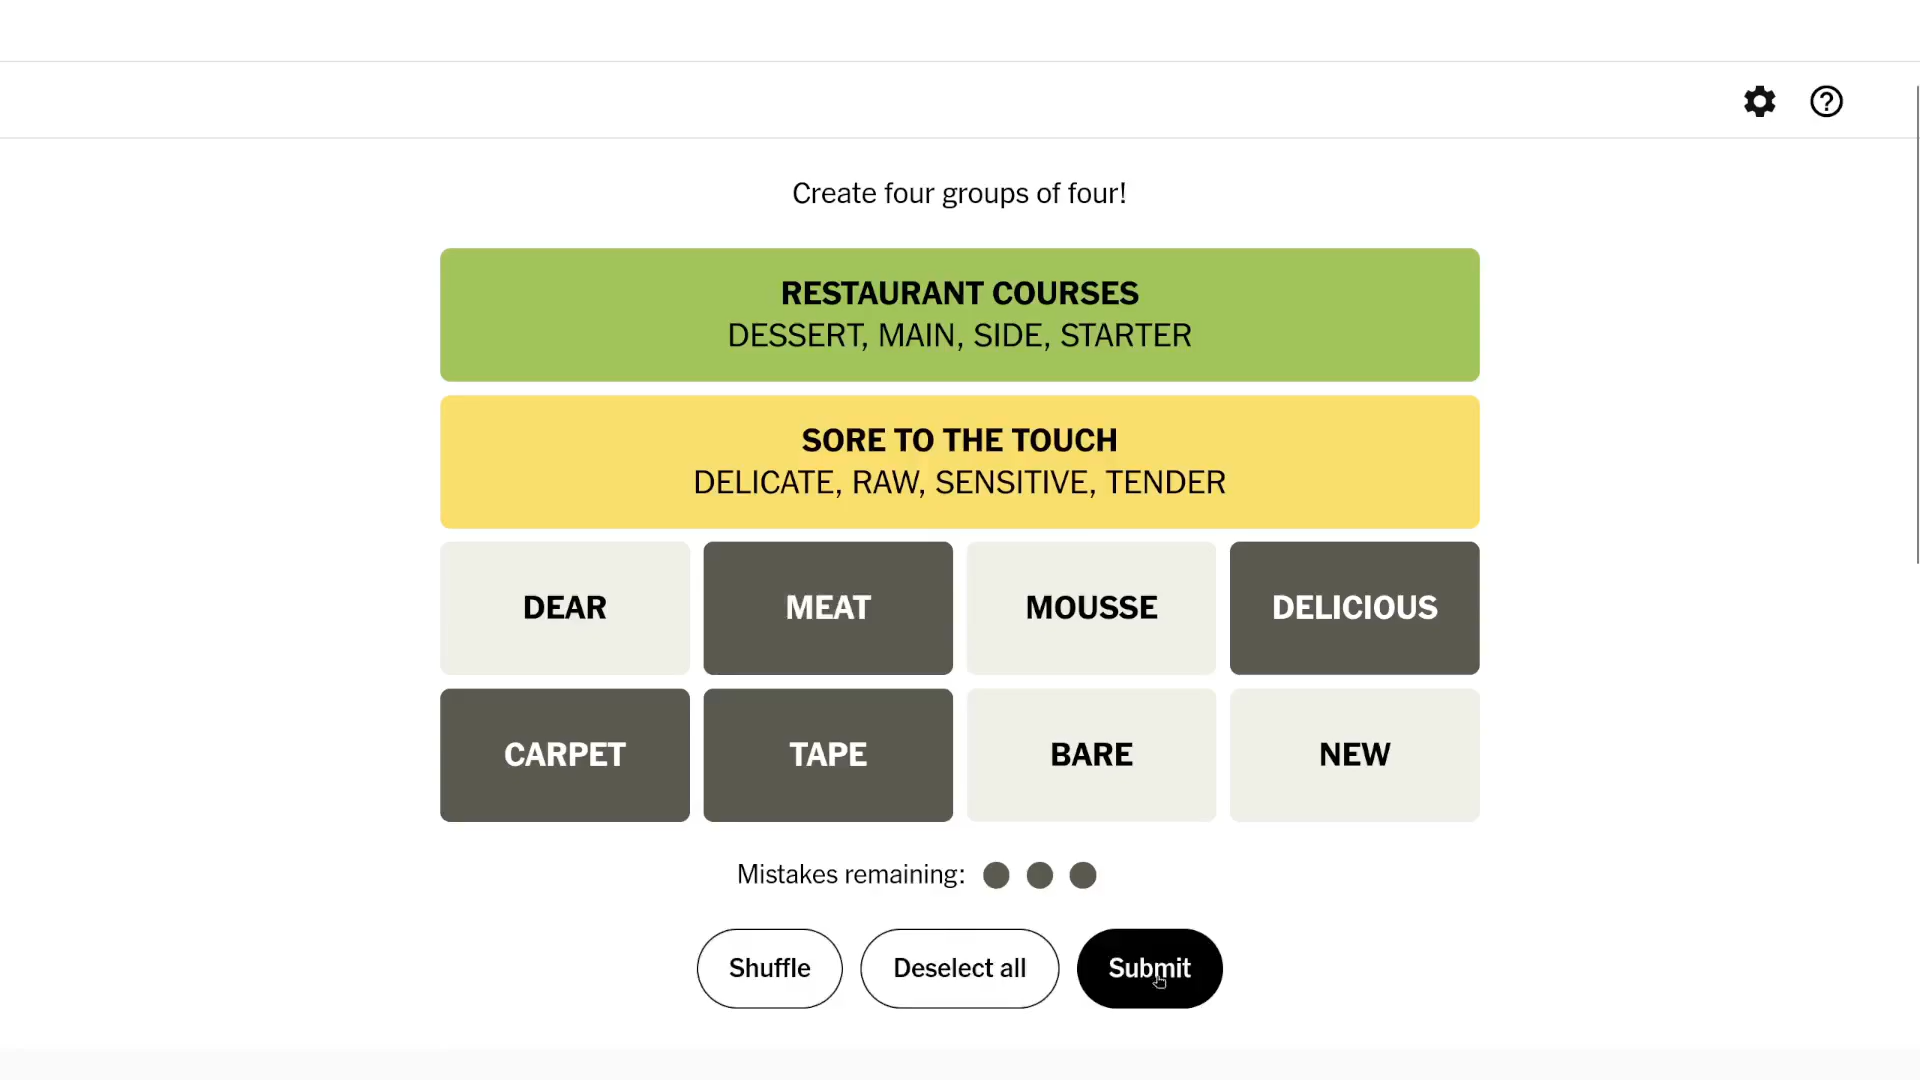 Create four groups of four!
RESTAURANT COURSES
DESSERT, MAIN, SIDE, STARTER
SORE TO THE TOUCH
DELICATE, RAW, SENSITIVE, TENDER
DEAR MEAT MOUSSE DELICIOUS
CARPET TAPE BARE NEW
Mistakes remaining:
Shuffle Deselect all Submit